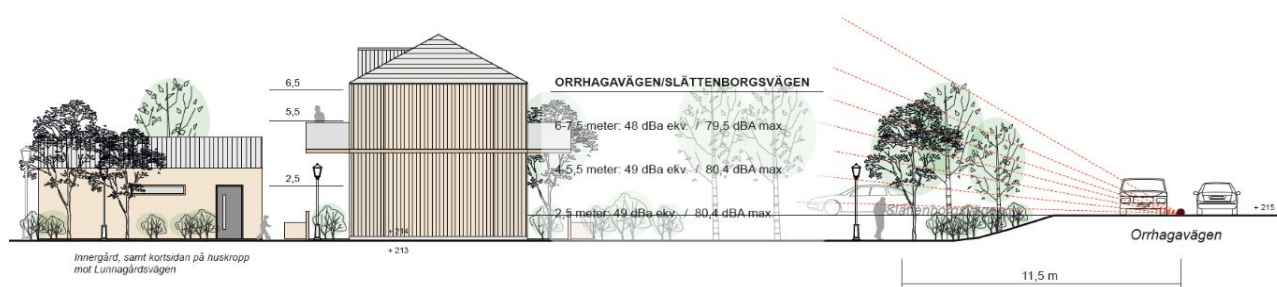 ORRHAGAVÄGEN/SLÄTTENBORGSVÄGEN
6,5
5,5
6-7,5 meter: 48 dBa ekv. / 79,5 dBA max.
4-5,5 meter: 49 dBa ekv. / 80,4 dBA max.
2,5
2,5 meter: 49 dBa ekv. / 80,4 dBA max.
+ 215
+ 214
Orrhagavägen
+ 213
Innergård, samt kortsidan på huskropp
mot Lunnagårdsvägen
11,5 m